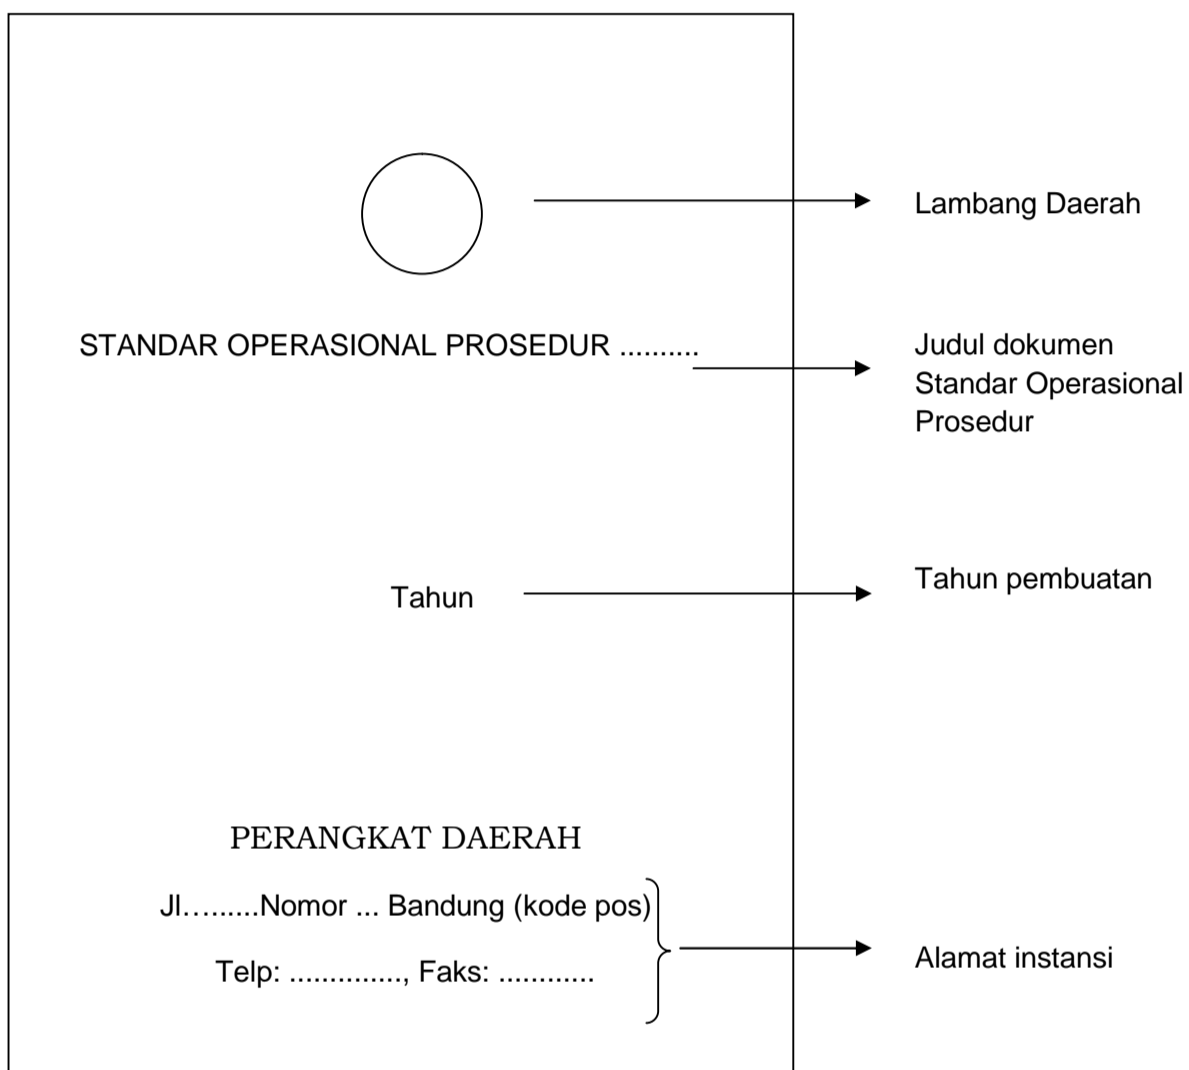 Lambang Daerah
STANDAR OPERASIONAL PROSEDUR ..........
Judul dokumen
Standar Operasional
Prosedur
Tahun
Tahun pembuatan
PERANGKAT DAERAH
Jl….......Nomor ... Bandung (kode pos)
Telp: .............., Faks: ............
Alamat instansi